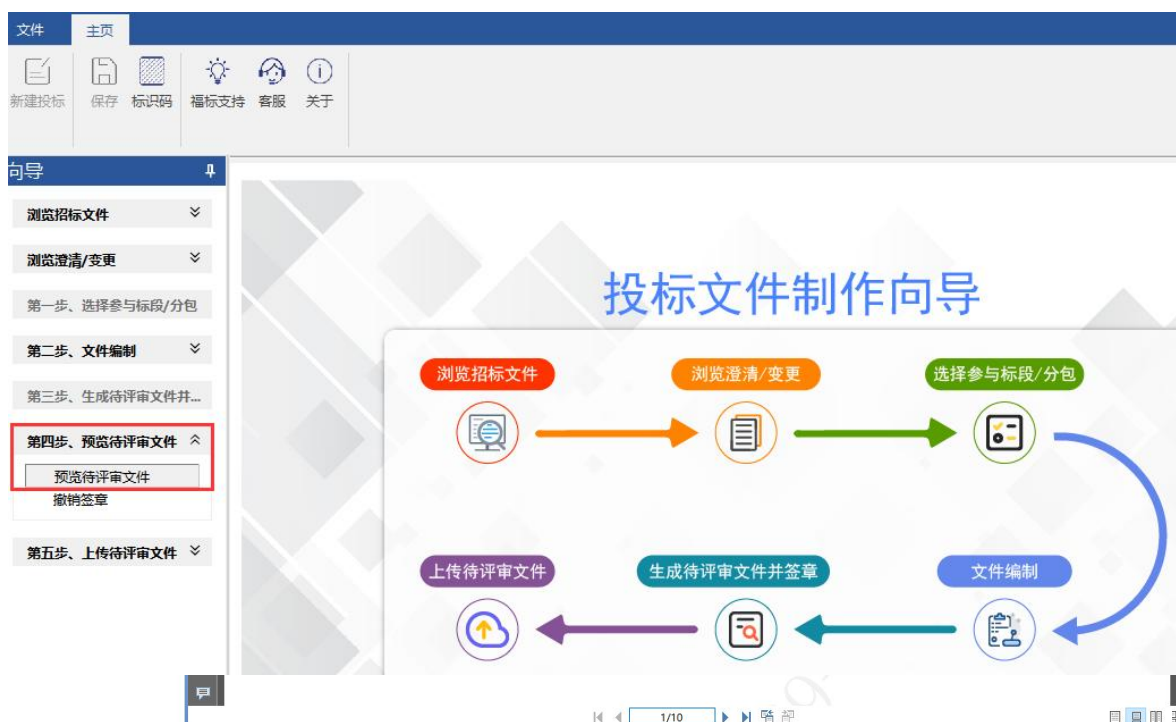 文件 主页
新建投标 保存 标识码 福标支持 客服 关于
向导
浏览招标文件
浏览澄清/变更
第一步、选择参与标段/分包
第二步、文件编制
第三步、生成待评审文件并...
第四步、预览待评审文件
预览待评审文件
撤销签章
第五步、上传待评审文件
投标文件制作向导
浏览招标文件 浏览澄清/变更 选择参与标段/分包
上传待评审文件 生成待评审文件并签章 文件编制
1/10